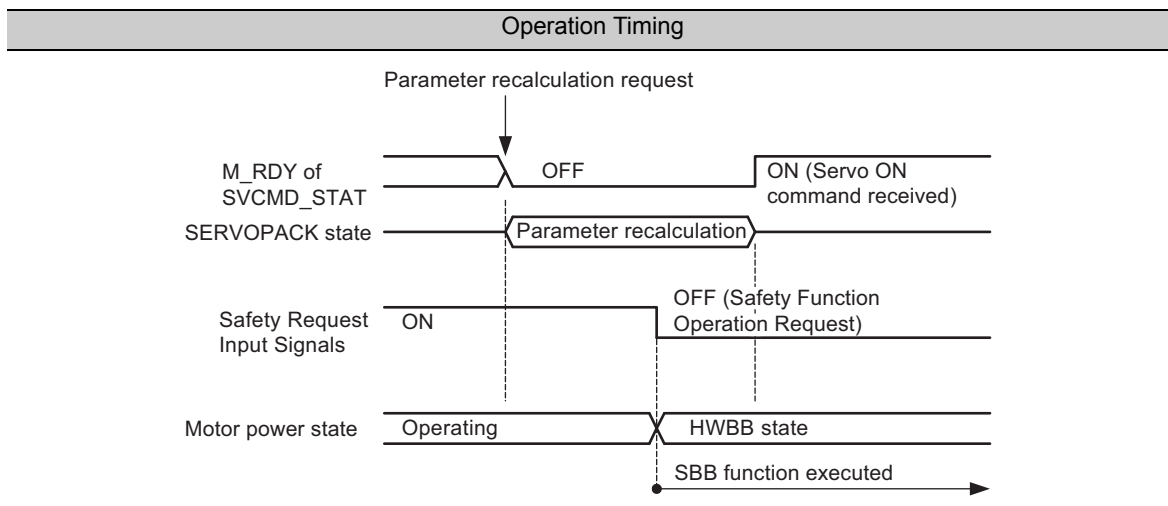 Operation Timing
Parameter recalculation request
M_RDY of
SVCMD_STAT
OFF
ON (Servo ON
command received)
SERVOPACK state
Parameter recalculation
Safety Request
Input Signals
ON
OFF (Safety Function
Operation Request)
Motor power state
Operating
HWBB state
SBB function executed